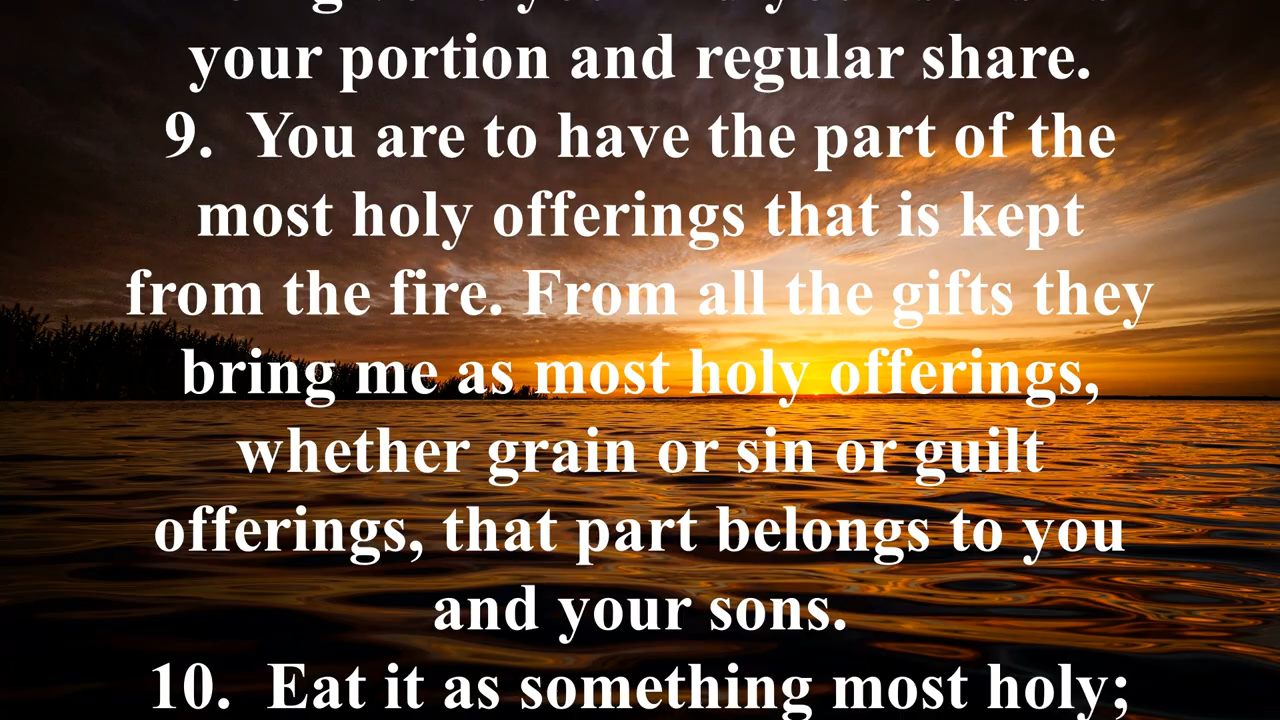 your portion and regular share.
9. You are to have the part of the
most holy offerings that is kept
from the fire. From all the gifts they
bring me as most holy offerings,
whether grain or sin or guilt
offerings, that part belongs to you
and your sons.
10. Eat it as something most holy;